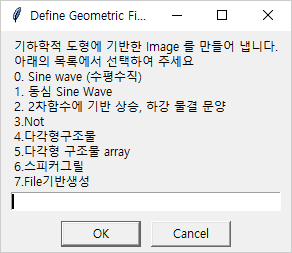 Define Geometric Fi...
기하학적 도형에 기반한 Image 를 만들어 냅니다.
아래의 목록에서 선택하여 주세요
0. Sine wave (수평수직)
1. 동심 Sine Wave
2. 2차함수에 기반 상승, 하강 물결 문양
3.Not
4.다각형구조물
5.다각형 구조물 array
6.스피커그릴
7.File기반생성
OK
Cancel